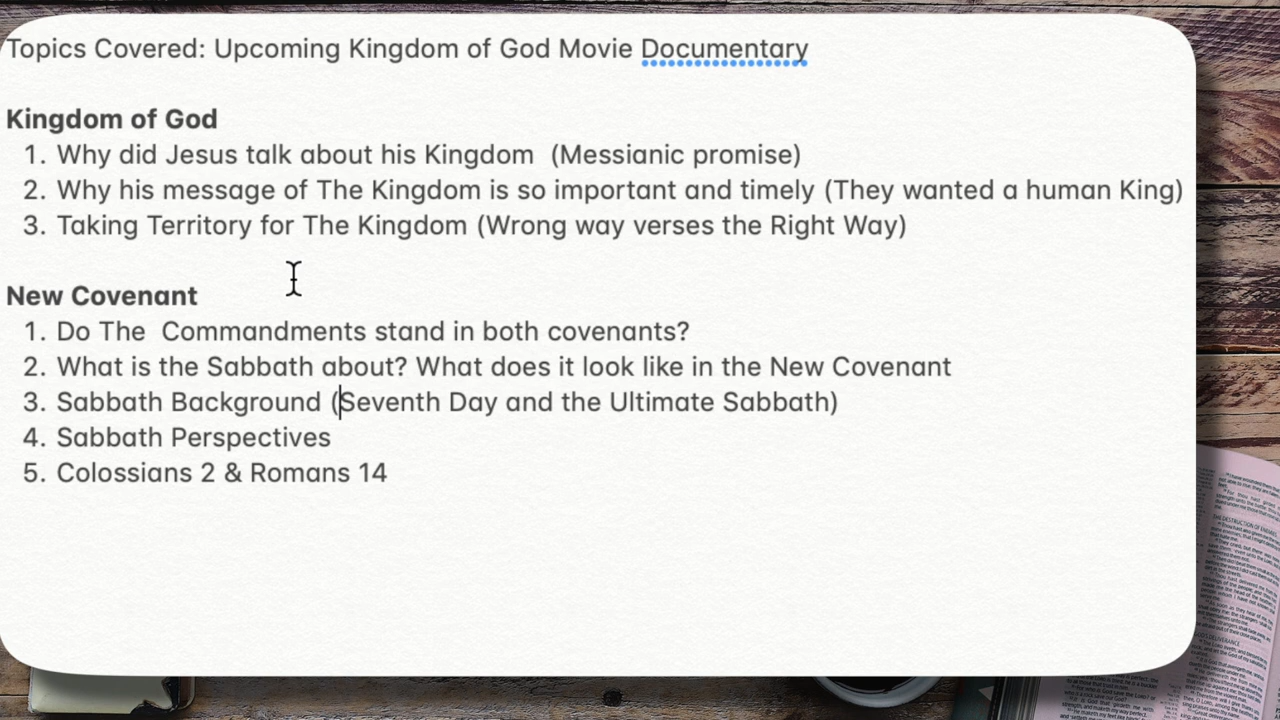 Topics Covered: Upcoming Kingdom of God Movie Documentary
Kingdom of God
1. Why did Jesus talk about his Kingdom  (Messianic promise)
2. Why his message of The Kingdom is so important and timely (They wanted a human King)
3. Taking Territory for The Kingdom (Wrong way verses the Right Way)
New Covenant
1. Do The  Commandments stand in both covenants?
2. What is the Sabbath about? What does it look like in the New Covenant
3. Sabbath Background (Seventh Day and the Ultimate Sabbath)
4. Sabbath Perspectives
5. Colossians 2 & Romans 14